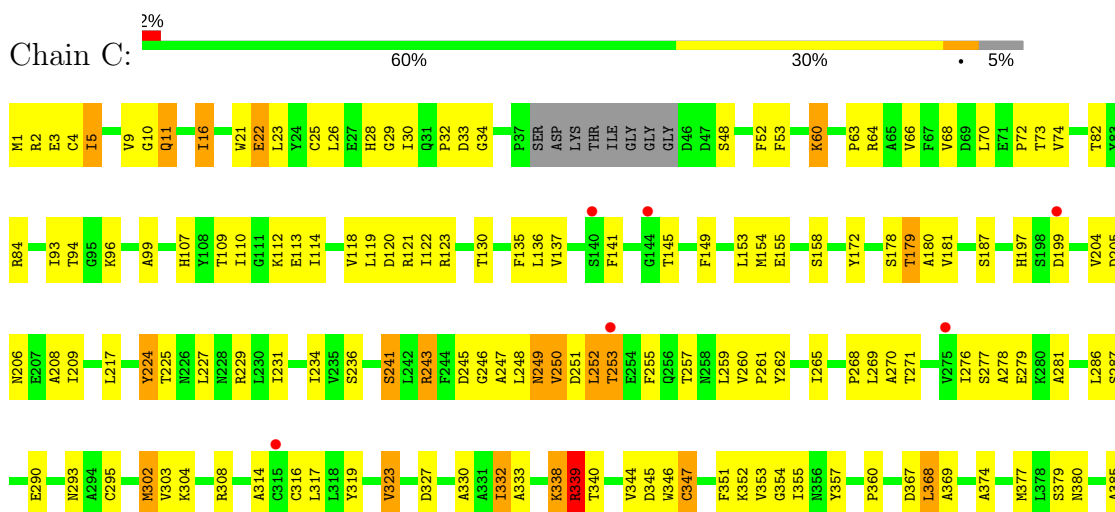 2%
Chain C:
60% 30% • 5%
M1 R2 E3 C4 I5 V9 G10 Q11 I16 W21 E22 L23 Y24 C25 L26 E27 H28 G29 I30 Q31 P32 D33 G34 P37 SER ASP LYS THR ILE GLY GLY GLY D46 D47 S48 F52 F53 K60 P63 R64 A65 V66 F67 V68 D69 L70 E71 P72 T73 V74 T82
R84 I93 T94 G95 K96 A99 H107 Y108 T109 I110 G111 K112 E113 I114 V118 L119 D120 R121 I122 R123 T130 F135 L136 V137 S140 F141 G144 T145 F149 L153 M154 E155 S158 Y172 S178 T179 A180 V181 S187 H197 S198 D199 V204
N206 E207 A208 I209 L217 Y224 T225 N226 L227 N228 R229 L230 I231 I234 V235 S236 S241 L242 R243 F244 D245 G246 A247 L248 N249 V250 D251 L252 T253 E254 F255 Q256 T257 N258 L259 V260 P261 Y262 I265 P268 L269 A270 T271 V275 I276 S277 A278 E279 K280 A281 L286
E290 N293 A294 C295 M302 V303 K304 R308 A314 C315 C316 L317 L318 Y319 V323 D327 A330 A331 I332 A333 K338 R339 T340 V344 D345 W346 C347 F351 K352 V353 G354 I355 N356 Y357 P360 D367 L368 A369 A374 M377 L378 S379 N380